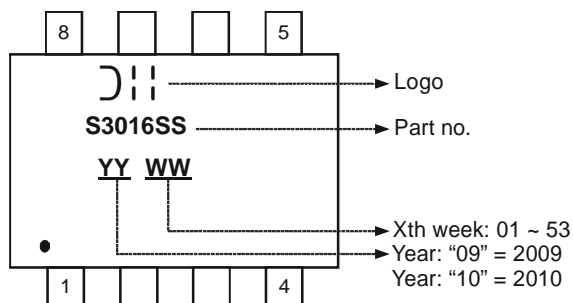 8 5
Logo
S3016SS Part no.
YY WW
Xth week: 01 ~ 53
Year: “09” = 2009
Year: “10” = 2010
1 4